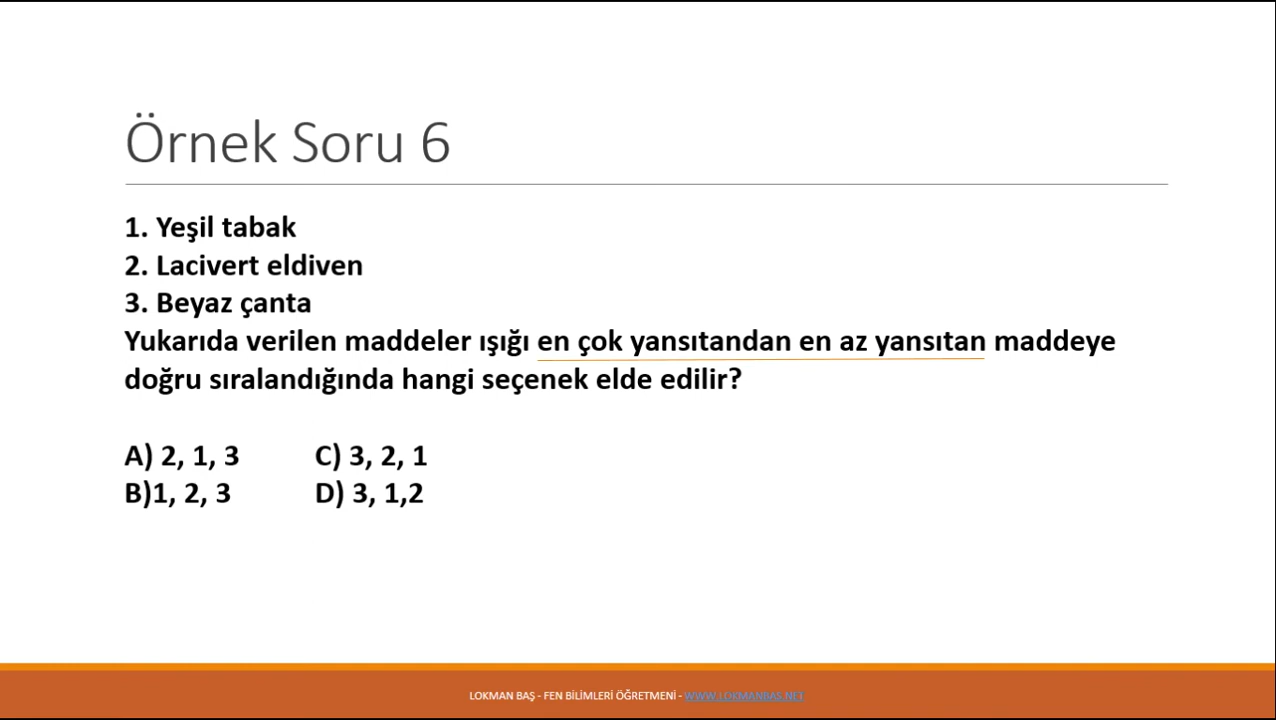 Örnek Soru 6
1. Yeşil tabak
2. Lacivert eldiven
3. Beyaz çanta
Yukarıda verilen maddeler ışığı en çok yansıtandan en az yansıtan maddeye
doğru sıralandığında hangi seçenek elde edilir?
A) 2, 1, 3 C) 3, 2, 1
B)1, 2, 3 D) 3, 1,2
LOKMAN BAŞ - FEN BİLİMLERİ ÖĞRETMENİ - WWW.LOKMANBAS.NET